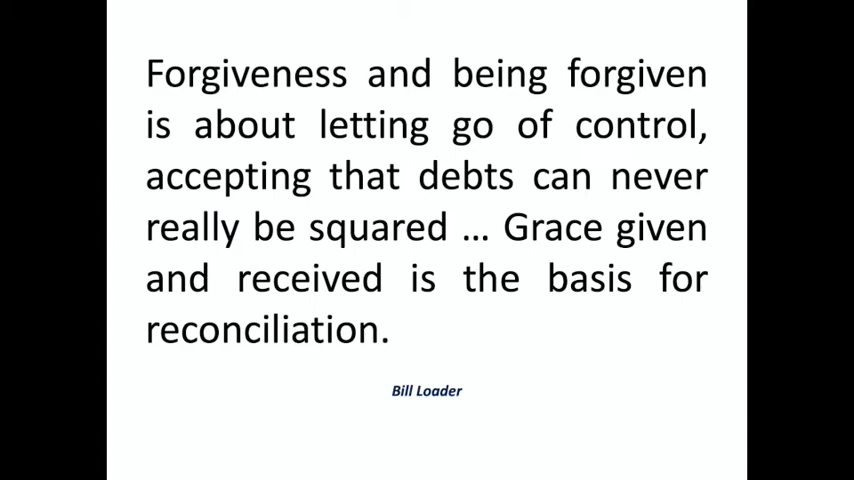 Forgiveness and being forgiven
is about letting go of control,
accepting that debts can never
really be squared ... Grace given
and received is the basis for
reconciliation.
Bill Loader